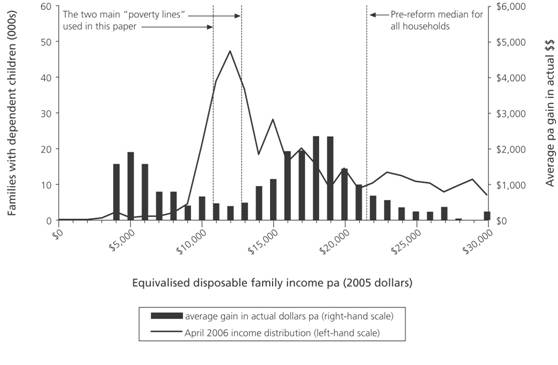 60
50
40
30
20
10
0
Families with dependent children (000s)
The two main “poverty lines”
used in this paper
Pre-reform median for
all households
$6,000
$5,000
$4,000
$3,000
$2,000
$1,000
$0
Average pa gain in actual $$
$0
$5,000
$10,000
$15,000
$20,000
$25,000
$30,000
Equivalised disposable family income pa (2005 dollars)
average gain in actual dollars pa (right-hand scale)
April 2006 income distribution (left-hand scale)